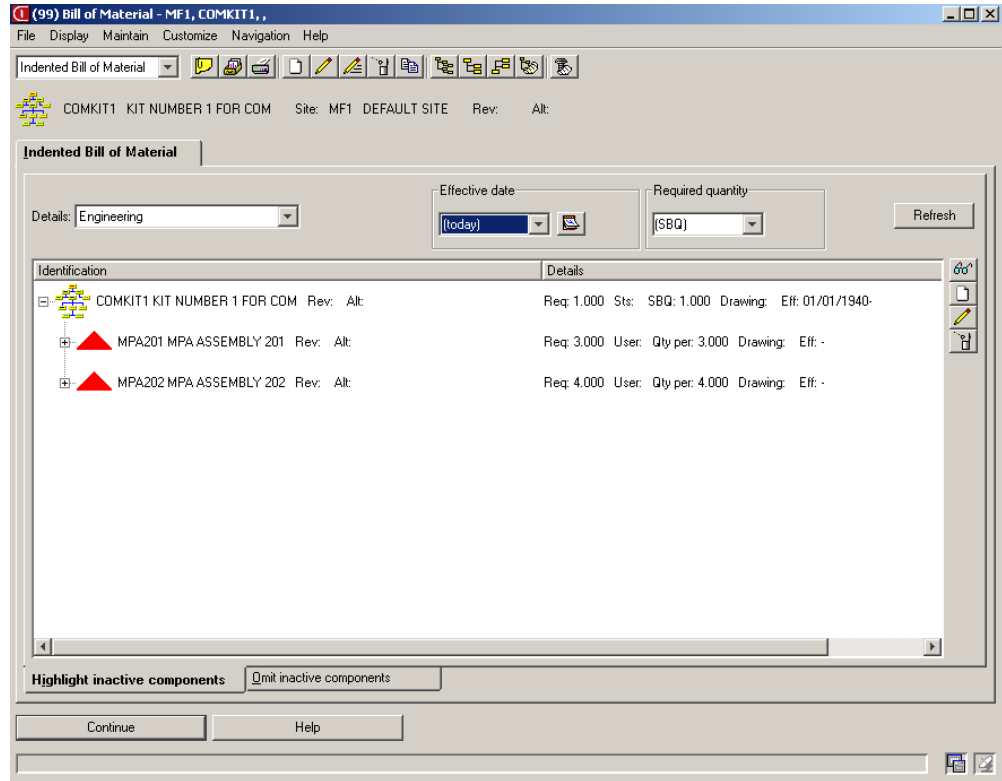 (99) Bill of Material - MF1, COMKIT1, ,
File Display Maintain Customize Navigation Help
Indented Bill of Material
COMKIT1 KIT NUMBER 1 FOR COM Site: MF1 DEFAULT SITE Rev: Alt:
Indented Bill of Material
Effective date Required quantity
Details: Engineering (today) (SBQ) Refresh
Identification Details
COMKIT1 KIT NUMBER 1 FOR COM Rev: Alt: Req: 1.000 Sts: SBQ: 1.000 Drawing: Eff: 01/01/1940-
MPA201 MPA ASSEMBLY 201 Rev: Alt: Req: 3.000 User: Qty per: 3.000 Drawing: Eff: -
MPA202 MPA ASSEMBLY 202 Rev: Alt: Req: 4.000 User: Qty per: 4.000 Drawing: Eff: -
Highlight inactive components Omit inactive components
Continue Help